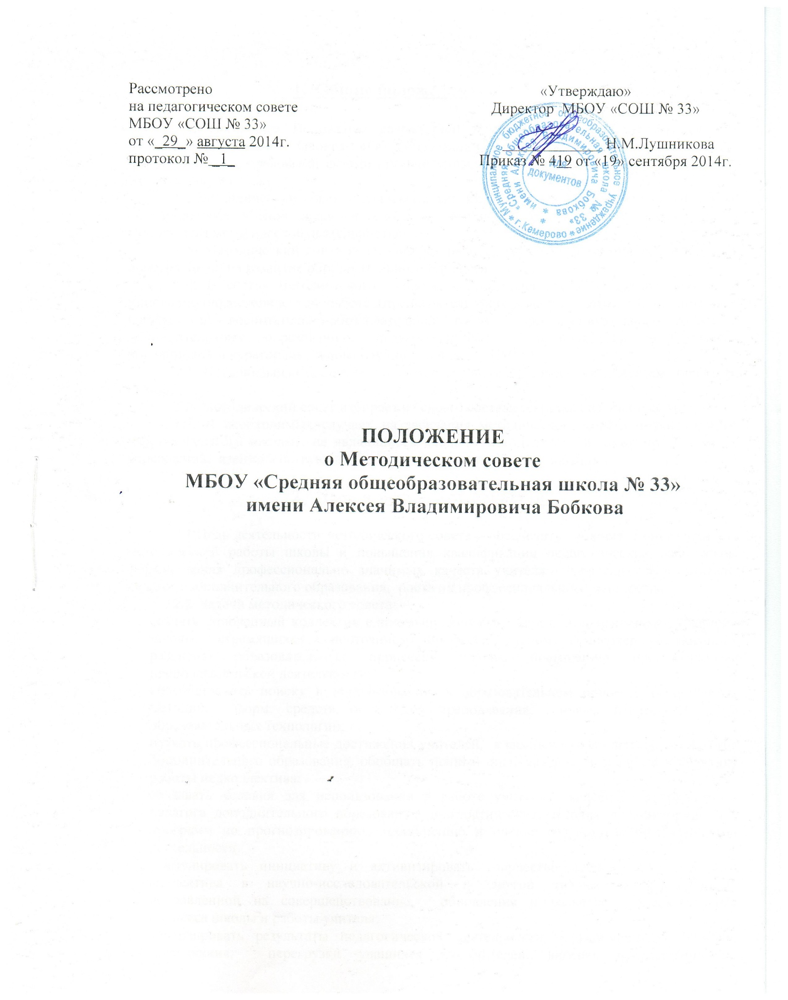 Рассмотрено
на педагогическом совете
МБОУ «СОШ № 33»
от «_29_» августа 2014г.
протокол №_1_
«Утверждаю»
Директор МБОУ «СОШ № 33»
____________Н.М.Лушникова
Приказ № 419 от «19» сентября 2014г.
Муниципальное бюджетное общеобразовательное учреждение * г.Кемерово *
«Средняя общеобразовательная школа № 33» *
имени Алексея Владимировича Бобкова *
для
документов
ПОЛОЖЕНИЕ
о Методическом совете
МБОУ «Средняя общеобразовательная школа № 33»
имени Алексея Владимировича Бобкова